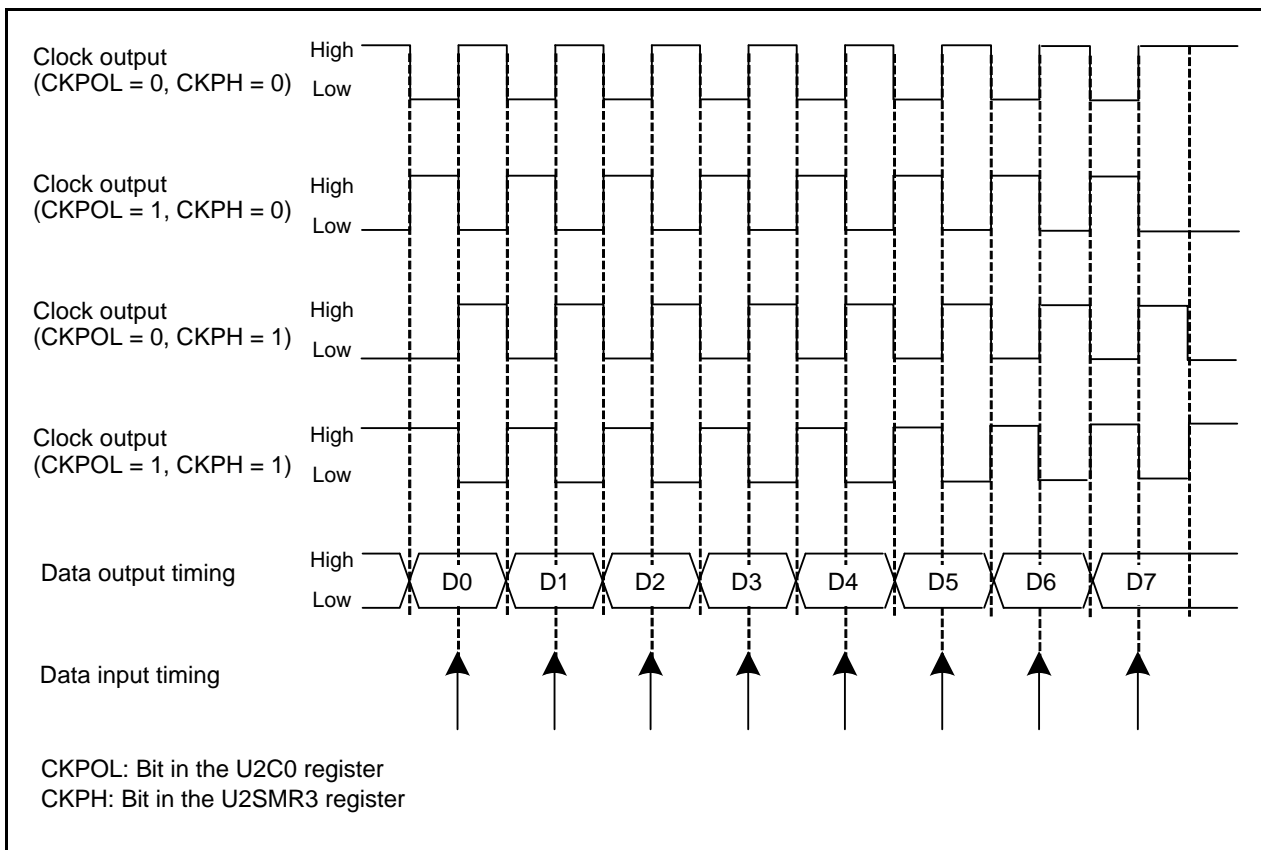 Clock output
(CKPOL = 0, CKPH = 0)
High
Low
Clock output
(CKPOL = 1, CKPH = 0)
High
Low
Clock output
(CKPOL = 0, CKPH = 1)
High
Low
Clock output
(CKPOL = 1, CKPH = 1)
High
Low
Data output timing
High
Low
D0 D1 D2 D3 D4 D5 D6 D7
Data input timing
CKPOL: Bit in the U2C0 register
CKPH: Bit in the U2SMR3 register